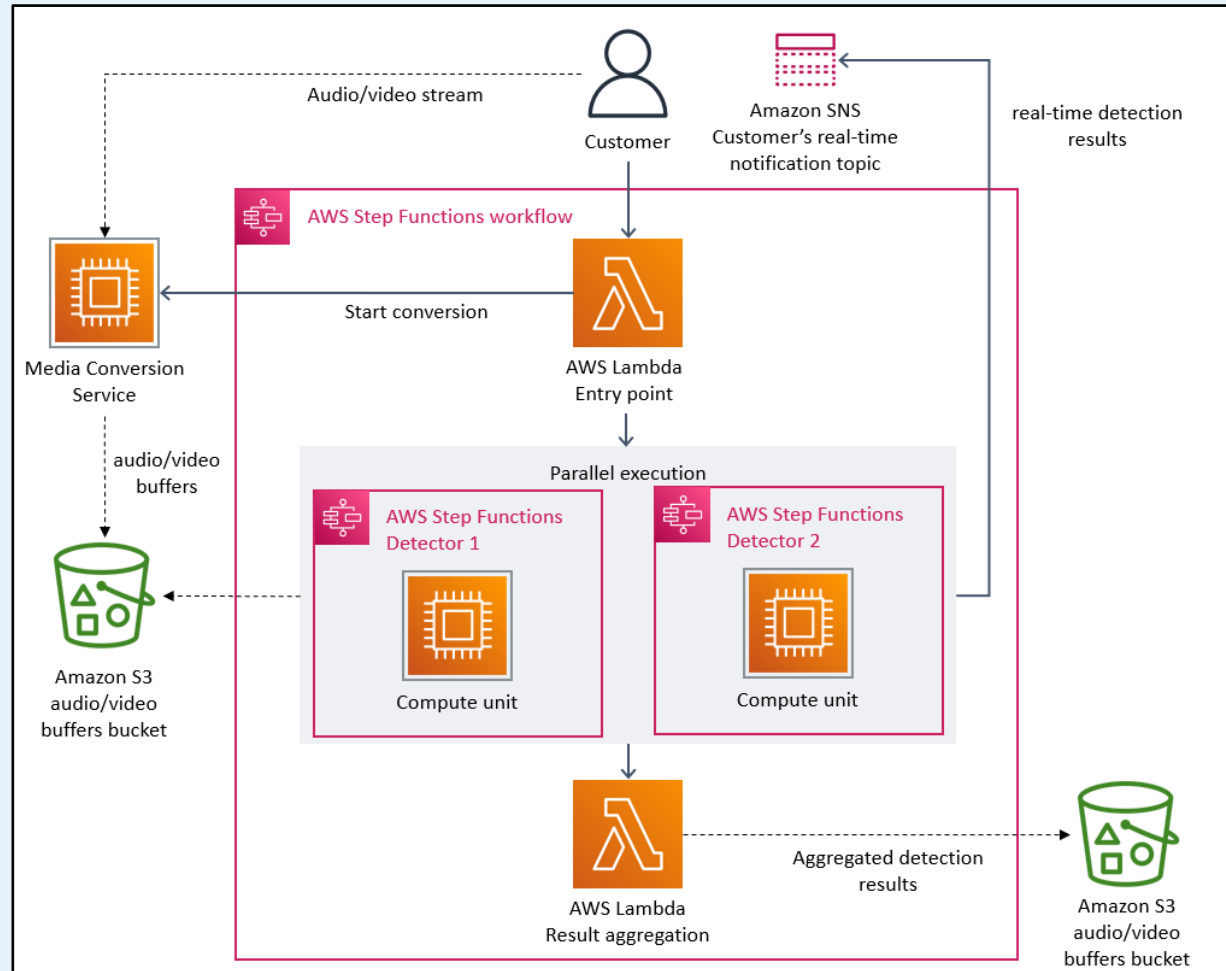 Audio/video stream
Customer
Amazon SNS
Customer's real-time
notification topic
real-time detection
results
AWS Step Functions workflow
Start conversion
Media Conversion
Service
AWS Lambda
Entry point
audio/video
buffers
Parallel execution
AWS Step Functions
Detector 1
Compute unit
AWS Step Functions
Detector 2
Compute unit
Amazon S3
audio/video
buffers bucket
AWS Lambda
Result aggregation
Aggregated detection
results
Amazon S3
audio/video
buffers bucket